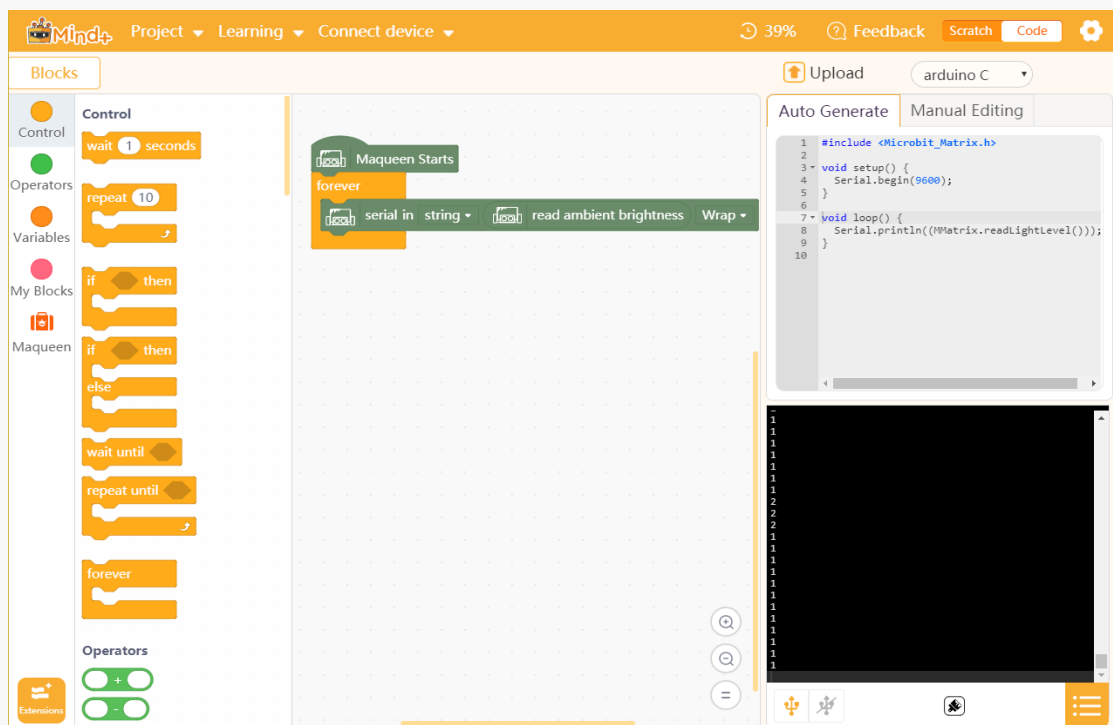 Mind+ Project Learning Connect device 39% Feedback Scratch Code
Blocks
Upload arduino C
Control
Operators
Variables
My Blocks
Maqueen
Extensions
Control
wait 1 seconds
repeat 10
if then
if then
else
wait until
repeat until
forever
Operators
+
-
Maqueen Starts
forever
serial in string read ambient brightness Wrap
=
Auto Generate Manual Editing
1 #include <Microbit_Matrix.h>
2
3 void setup() {
4 Serial.begin(9600);
5 }
6
7 void loop() {
8 Serial.println((MMatrix.readLightLevel()));
9 }
10
1
1
1
1
1
1
1
2
2
2
1
1
1
1
1
1
1
1
1
1
1
1